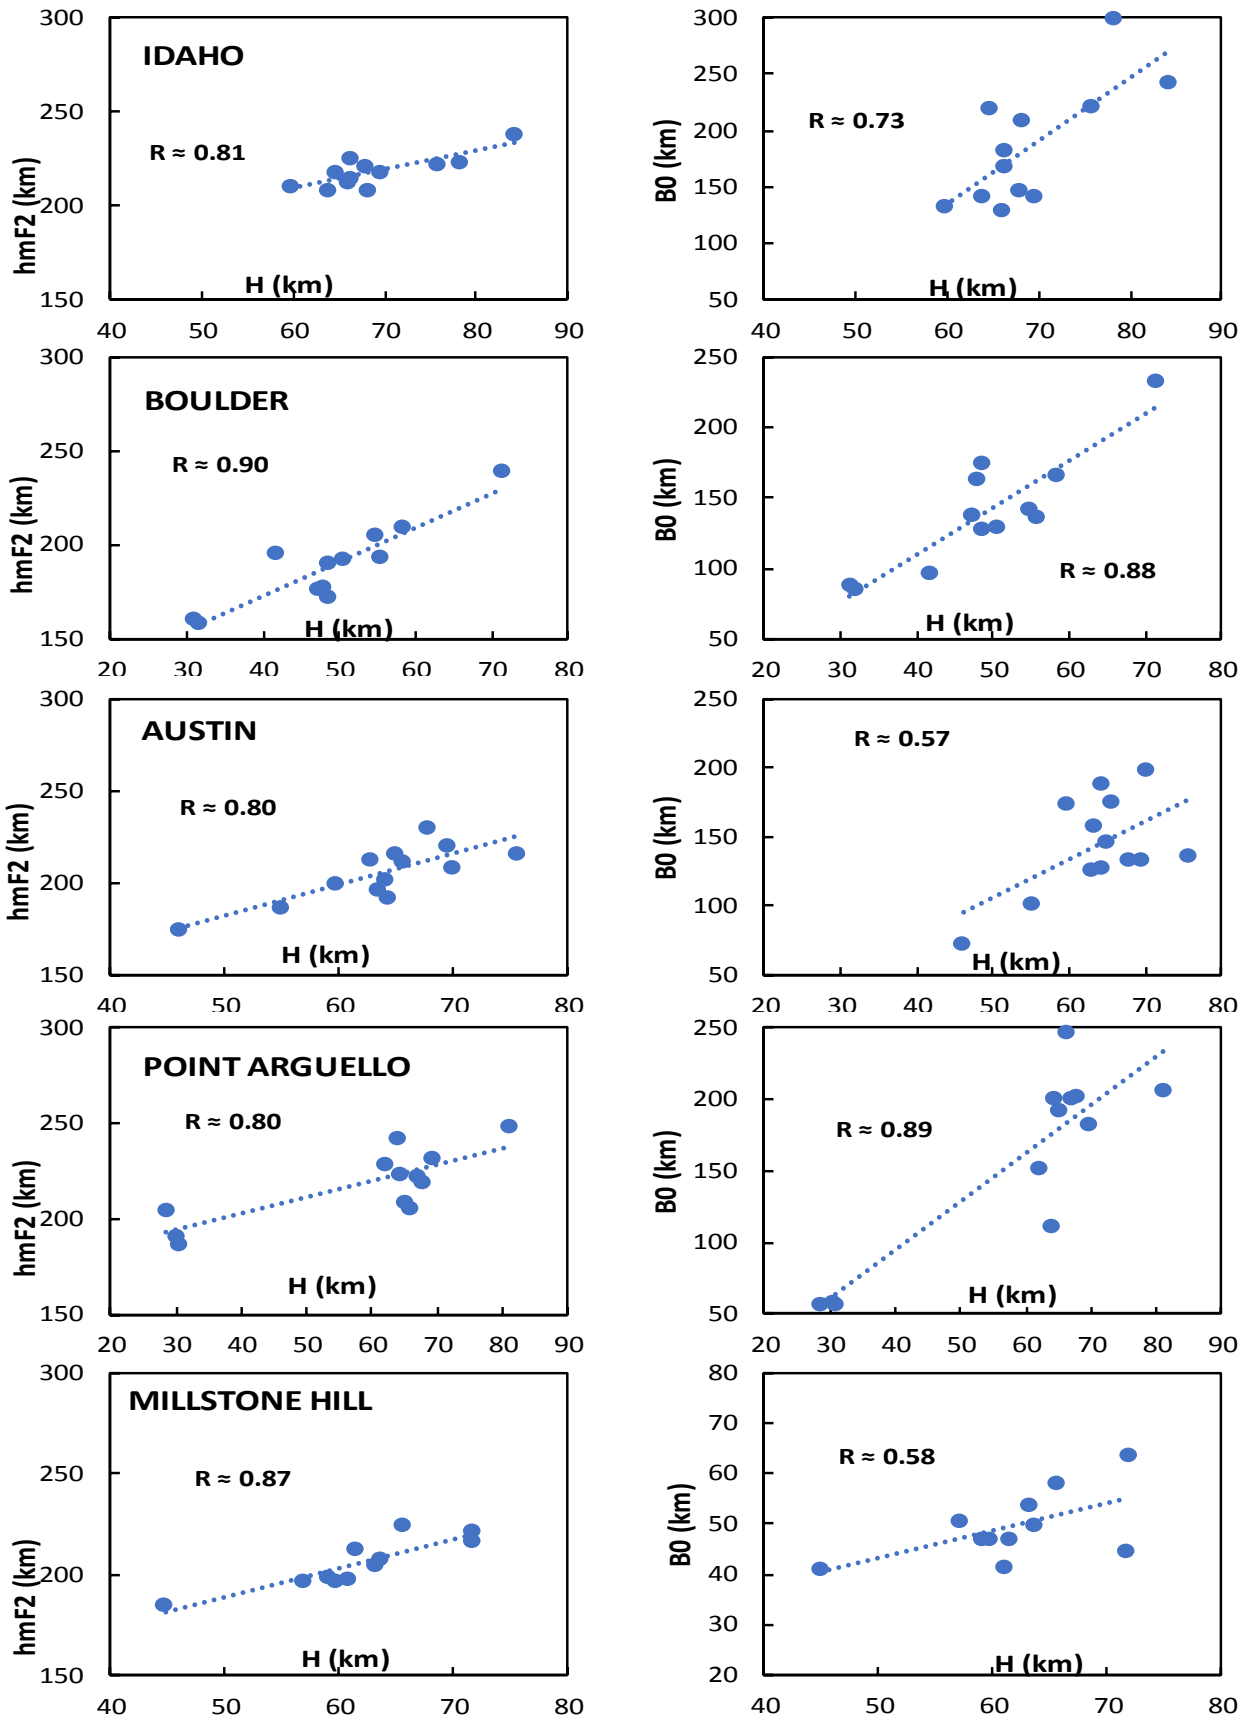 300
IDAHO
250
R ≈ 0.81
hmF2 (km)
200
H (km)
150
40 50 60 70 80 90
300
250
R ≈ 0.73
200
B0 (km)
150
100
H (km)
50
40 50 60 70 80 90
300
BOULDER
250
R ≈ 0.90
hmF2 (km)
200
H (km)
150
20 30 40 50 60 70 80
250
200
B0 (km)
150
R ≈ 0.88
100
H (km)
50
20 30 40 50 60 70 80
300
AUSTIN
250
R ≈ 0.80
hmF2 (km)
200
H (km)
150
40 50 60 70 80
250
R ≈ 0.57
200
B0 (km)
150
100
H (km)
50
20 30 40 50 60 70 80
300
POINT ARGUELLO
250
R ≈ 0.80
hmF2 (km)
200
H (km)
150
20 30 40 50 60 70 80 90
250
200
R ≈ 0.89
B0 (km)
150
100
H (km)
50
20 30 40 50 60 70 80 90
300
MILLSTONE HILL
250
R ≈ 0.87
hmF2 (km)
200
H (km)
150
40 50 60 70 80
80
70
R ≈ 0.58
60
B0 (km)
50
40
30
H (km)
20
40 50 60 70 80